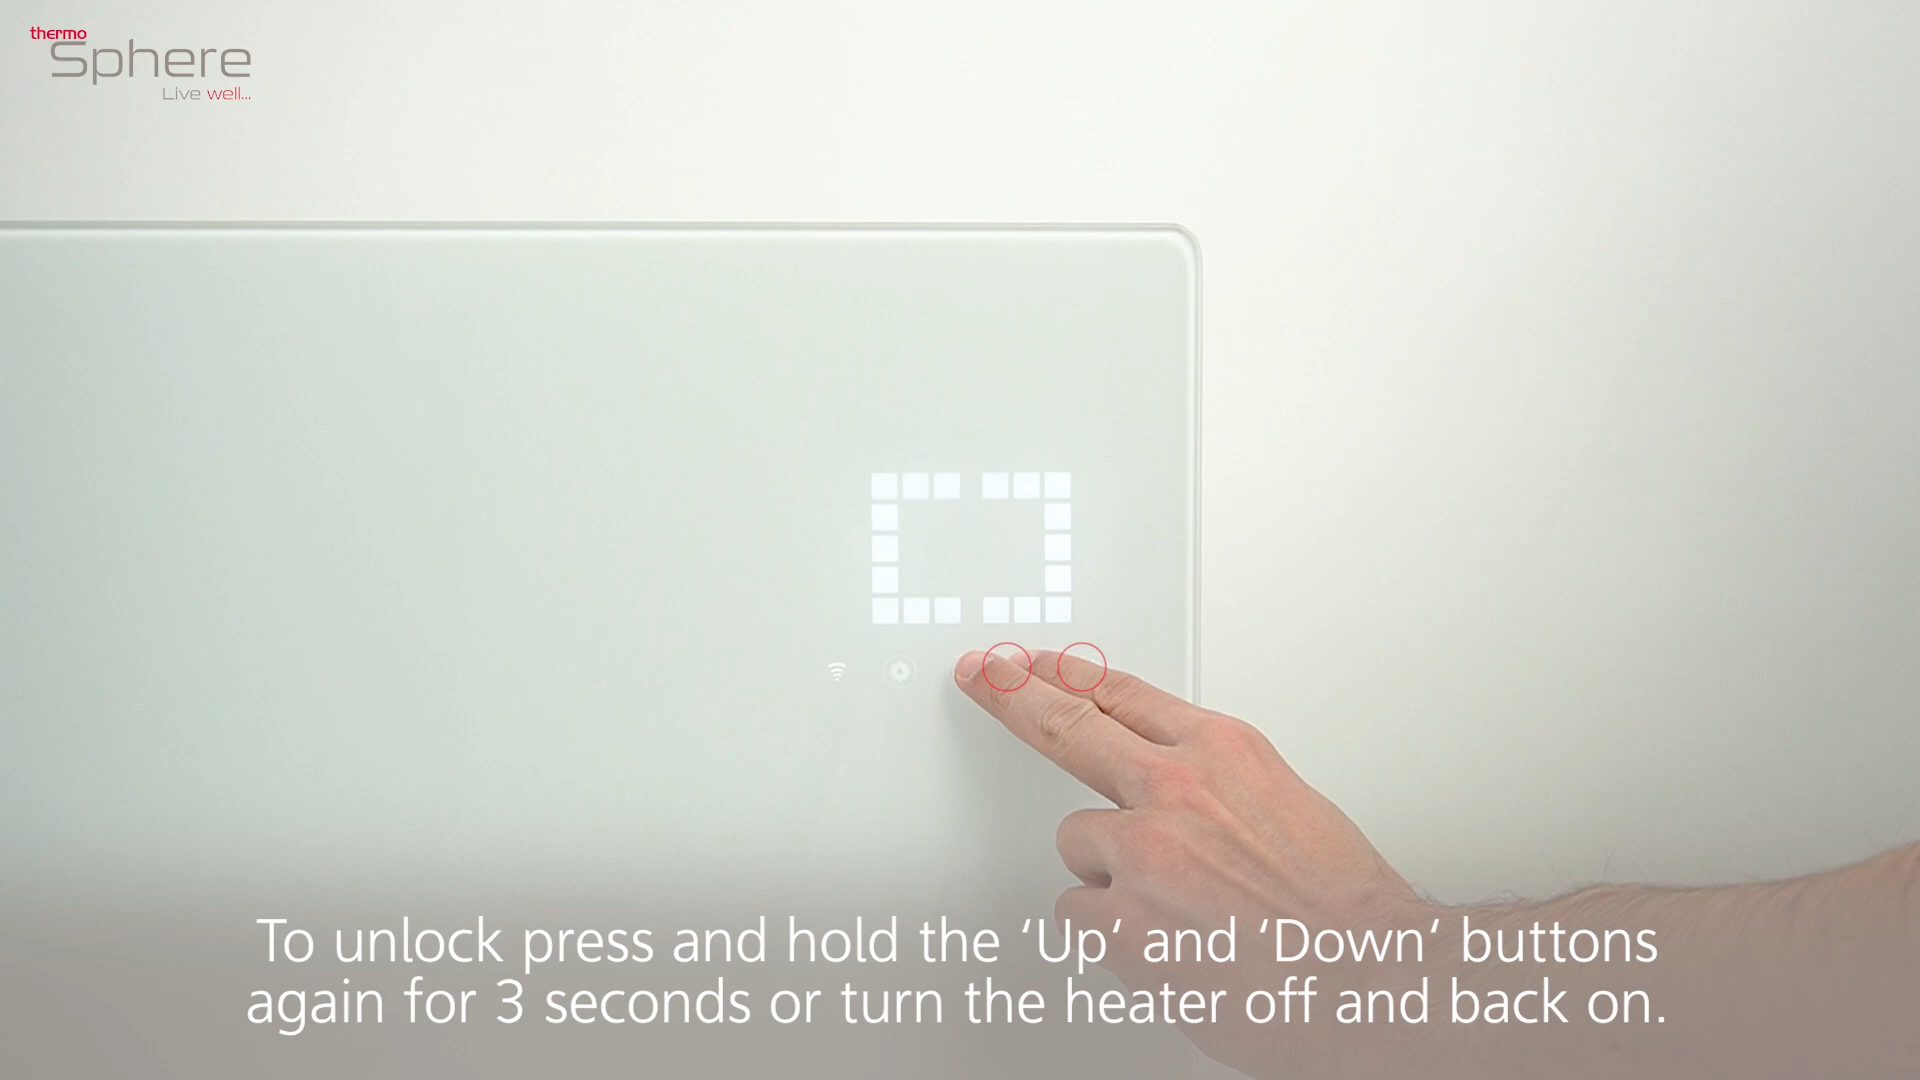 thermo
Sphere
Live well...
To unlock press and hold the ‘Up‘ and ‘Down‘ buttons
again for 3 seconds or turn the heater off and back on.